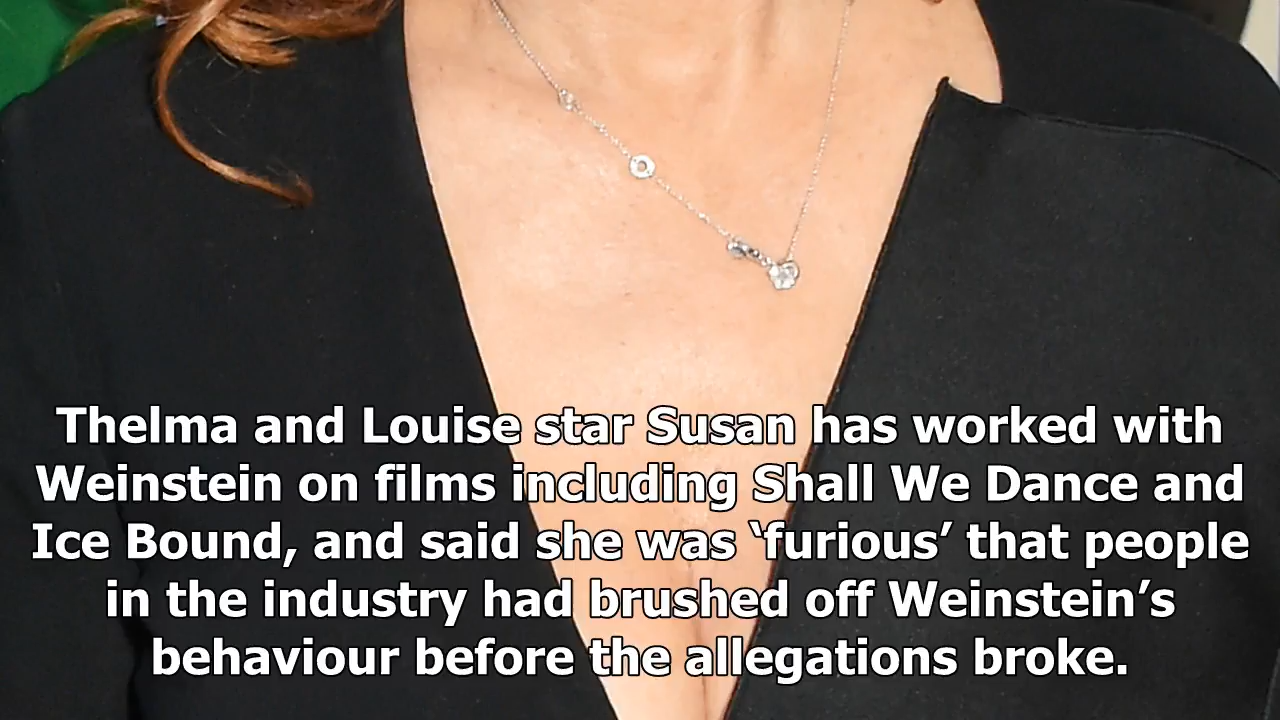 Thelma and Louise star Susan has worked with
Weinstein on films including Shall We Dance and
Ice Bound, and said she was ‘furious’ that people
in the industry had brushed off Weinstein’s
behaviour before the allegations broke.